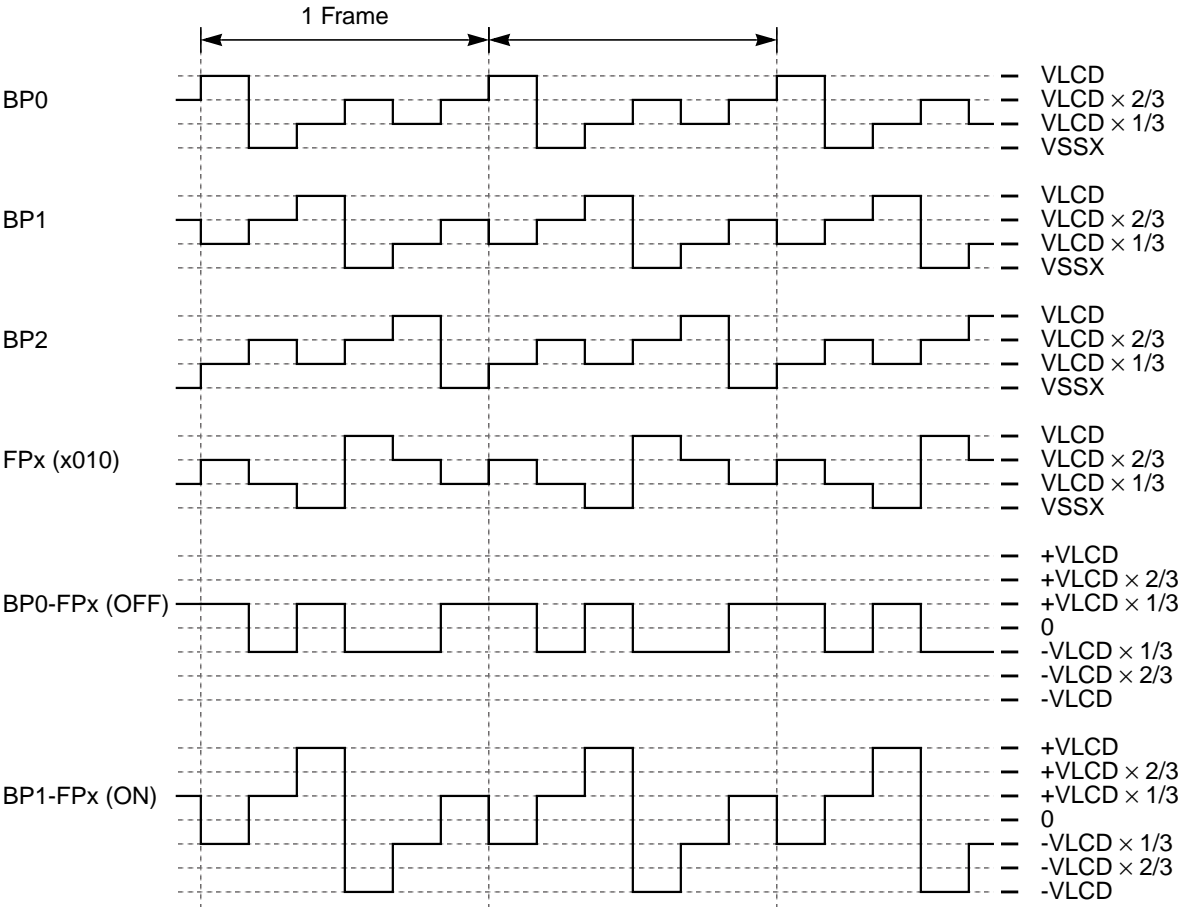 1 Frame
BP0
VLCD
VLCD × 2/3
VLCD × 1/3
VSSX
BP1
VLCD
VLCD × 2/3
VLCD × 1/3
VSSX
BP2
VLCD
VLCD × 2/3
VLCD × 1/3
VSSX
FPx (x010)
VLCD
VLCD × 2/3
VLCD × 1/3
VSSX
BP0-FPx (OFF)
+VLCD
+VLCD × 2/3
+VLCD × 1/3
0
-VLCD × 1/3
-VLCD × 2/3
-VLCD
BP1-FPx (ON)
+VLCD
+VLCD × 2/3
+VLCD × 1/3
0
-VLCD × 1/3
-VLCD × 2/3
-VLCD